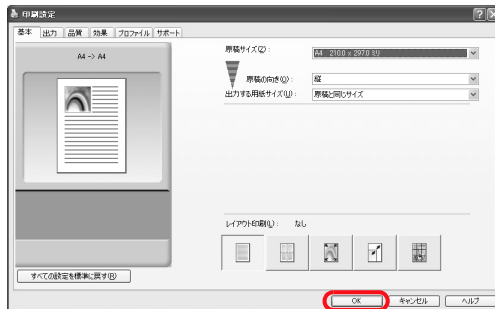 印刷設定
基本 出力 品質 効果 プロファイル サポート
A4 -> A4
原稿サイズ(Z)： A4 210.0 x 297.0 ミリ
原稿の向き(Q)： 縦
出力する用紙サイズ(U)： 原稿と同じサイズ
レイアウト印刷(L)： なし
すべての設定を標準に戻す(R)
OK キャンセル ヘルプ